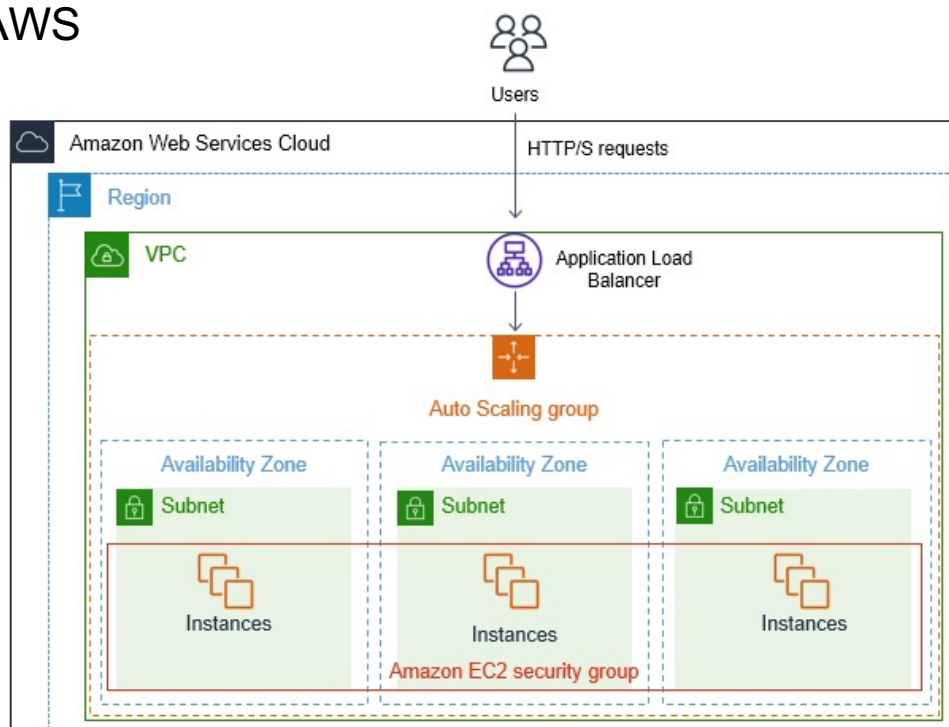 AWS
Users
Amazon Web Services Cloud
HTTP/S requests
Region
VPC
Application Load
Balancer
Auto Scaling group
Availability Zone
Availability Zone
Availability Zone
Subnet
Subnet
Subnet
Instances
Instances
Instances
Amazon EC2 security group